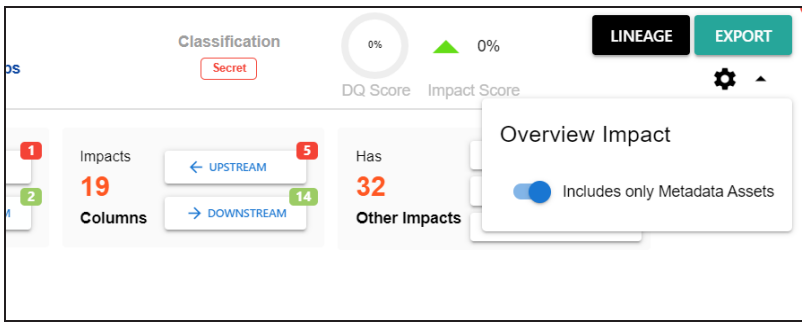 Classification
Secret
0%
DQ Score
0%
Impact Score
LINEAGE
EXPORT
Overview Impact
Includes only Metadata Assets
1
2
Impacts
19
Columns
UPSTREAM
5
DOWNSTREAM
14
Has
32
Other Impacts